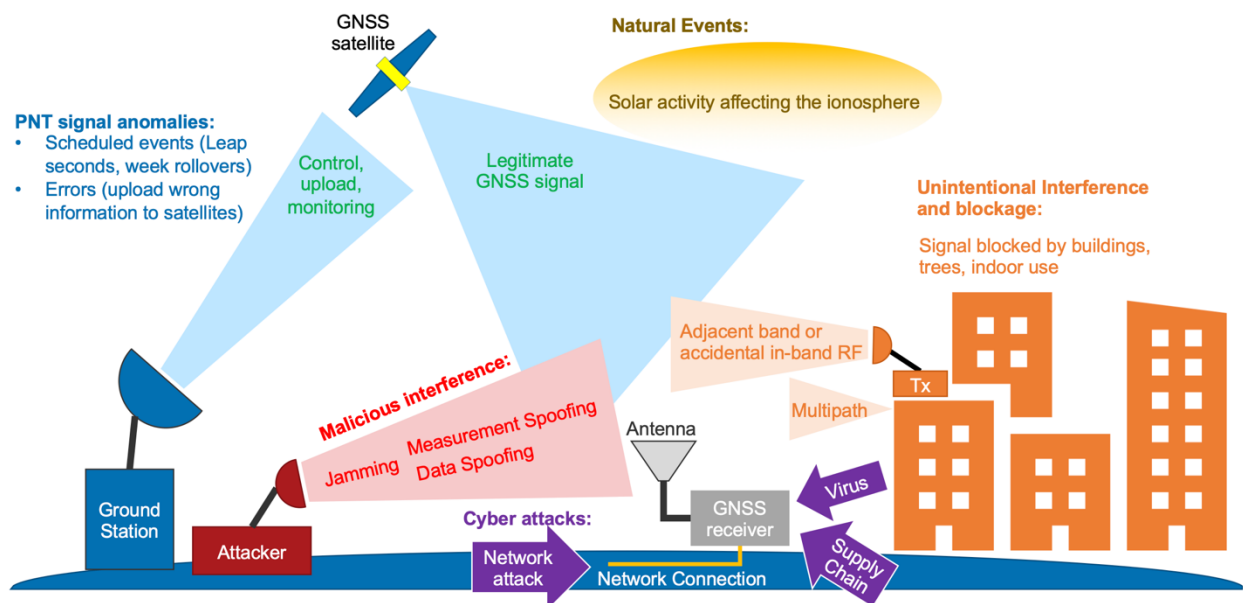 GNSS
satellite
Natural Events:
Solar activity affecting the ionosphere
PNT signal anomalies:
• Scheduled events (Leap
seconds, week rollovers)
• Errors (upload wrong
information to satellites)
Control,
upload,
monitoring
Legitimate
GNSS signal
Unintentional Interference
and blockage:
Signal blocked by buildings,
trees, indoor use
Adjacent band or
accidental in-band RF
Tx
Multipath
Malicious interference:
Jamming
Measurement Spoofing
Data Spoofing
Antenna
Ground
Station
Attacker
Cyber attacks:
Network
attack
GNSS
receiver
Virus
Supply
Chain
Network Connection